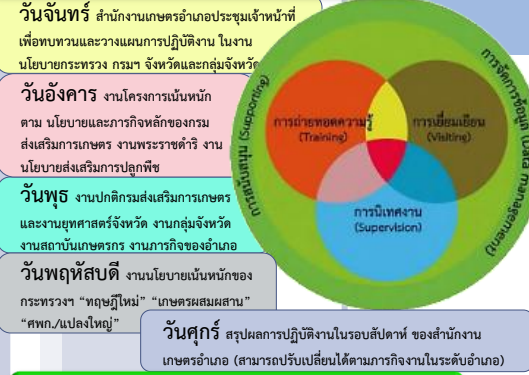 วันจันทร์ สำนักงานเกษตรอำเภอประชุมเจ้าหน้าที่
เพื่อทบทวนและวางแผนการปฏิบัติงาน ในงาน
นโยบายกระทรวง กรมฯ จังหวัดและกลุ่มจังหวัด
วันอังคาร งานโครงการเน้นหนัก
ตาม นโยบายและภารกิจหลักของกรม
ส่งเสริมการเกษตร งานพระราชดำริ งาน
นโยบายส่งเสริมการปลูกพืช
วันพุธ งานปกติกรมส่งเสริมการเกษตร
และงานยุทศาสตร์จังหวัด งานกลุ่มจังหวัด
งานสถาบันเกษตรกร งานภารกิจของอำเภอ
วันพฤหัสบดี งานนโยบายเน้นหนักของ
กระทรวงฯ "ทฤษฎีใหม่" "เกษตรผสมผสาน"
"ศพก./แปลงใหญ่"
วันศุกร์ สรุปผลการปฏิบัติงานในรอบสัปดาห์ ของสำนักงาน
เกษตรอำเภอ (สามารถปรับเปลี่ยนได้ตามภารกิจงานในระดับอำเภอ)
การสนับสนุน (Supporting)
การจัดการข้อมูล (Data management)
การถ่ายทอดความรู้
(Training)
การเยี่ยมเยียน
(Visiting)
การนิเทศงาน
(Supervision)